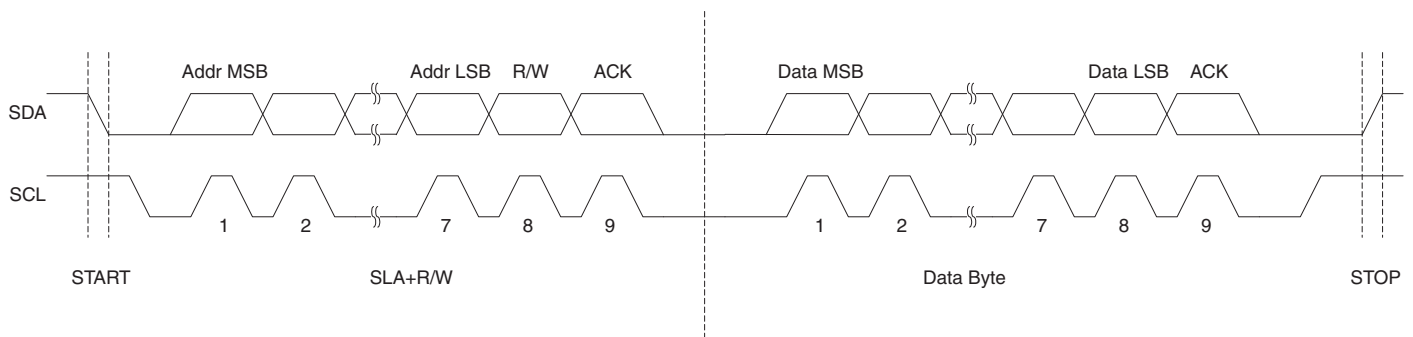 Addr MSB Addr LSB R/W ACK Data MSB Data LSB ACK
SDA
SCL
1 2 7 8 9 1 2 7 8 9
START SLA+R/W Data Byte STOP